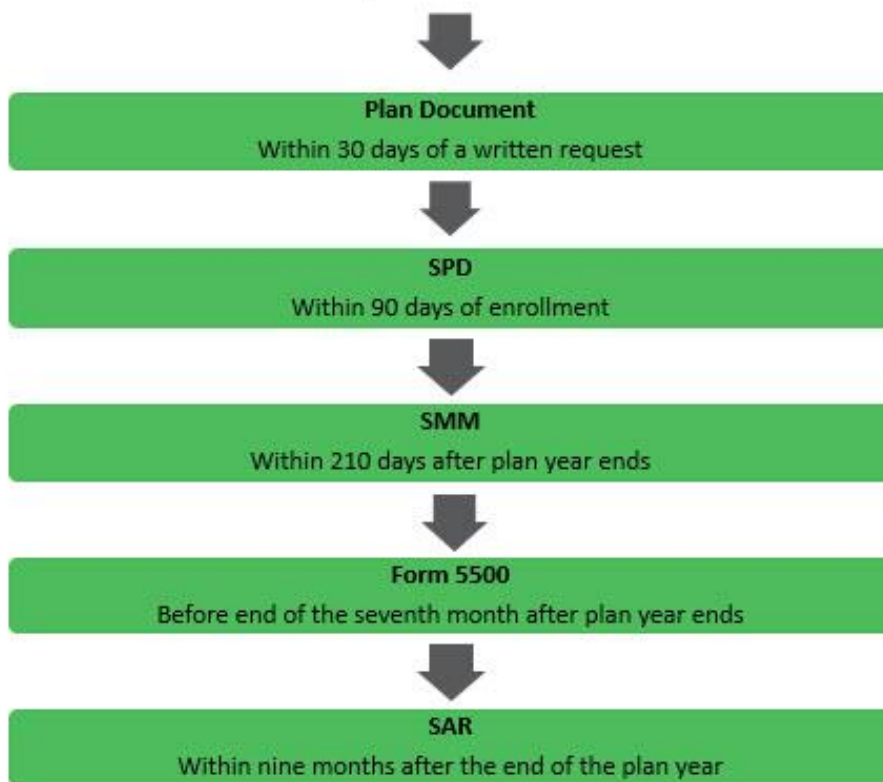 Plan Document
Within 30 days of a written request
SPD
Within 90 days of enrollment
SMM
Within 210 days after plan year ends
Form 5500
Before end of the seventh month after plan year ends
SAR
Within nine months after the end of the plan year